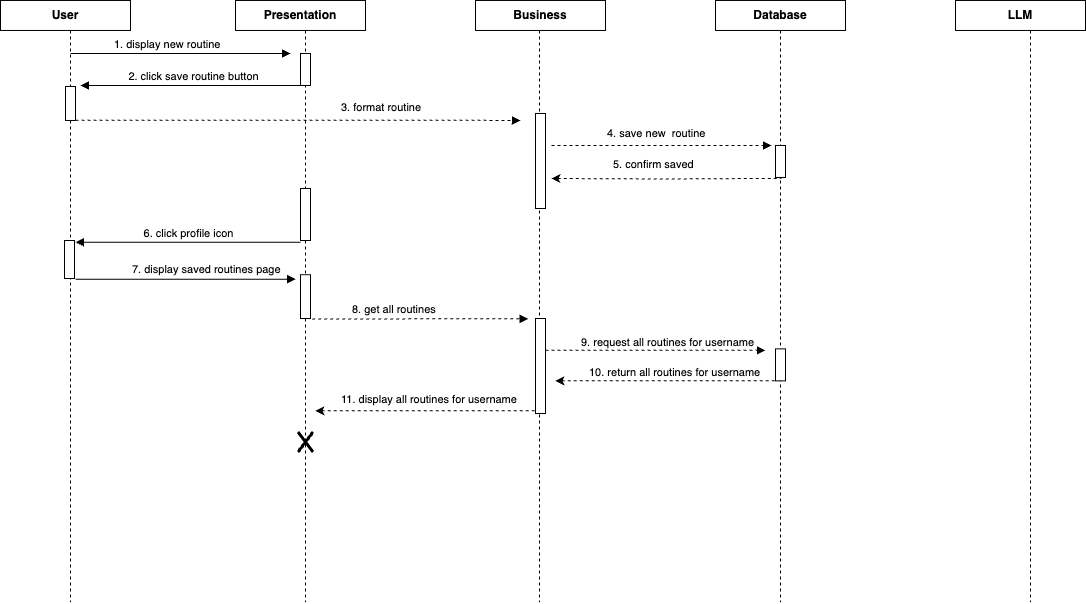 User
Presentation
Business
Database
LLM
1. display new routine
2. click save routine button
3. format routine
4. save new  routine
5. confirm saved
6. click profile icon
7. display saved routines page
8. get all routines
9. request all routines for username
10. return all routines for username
11. display all routines for username